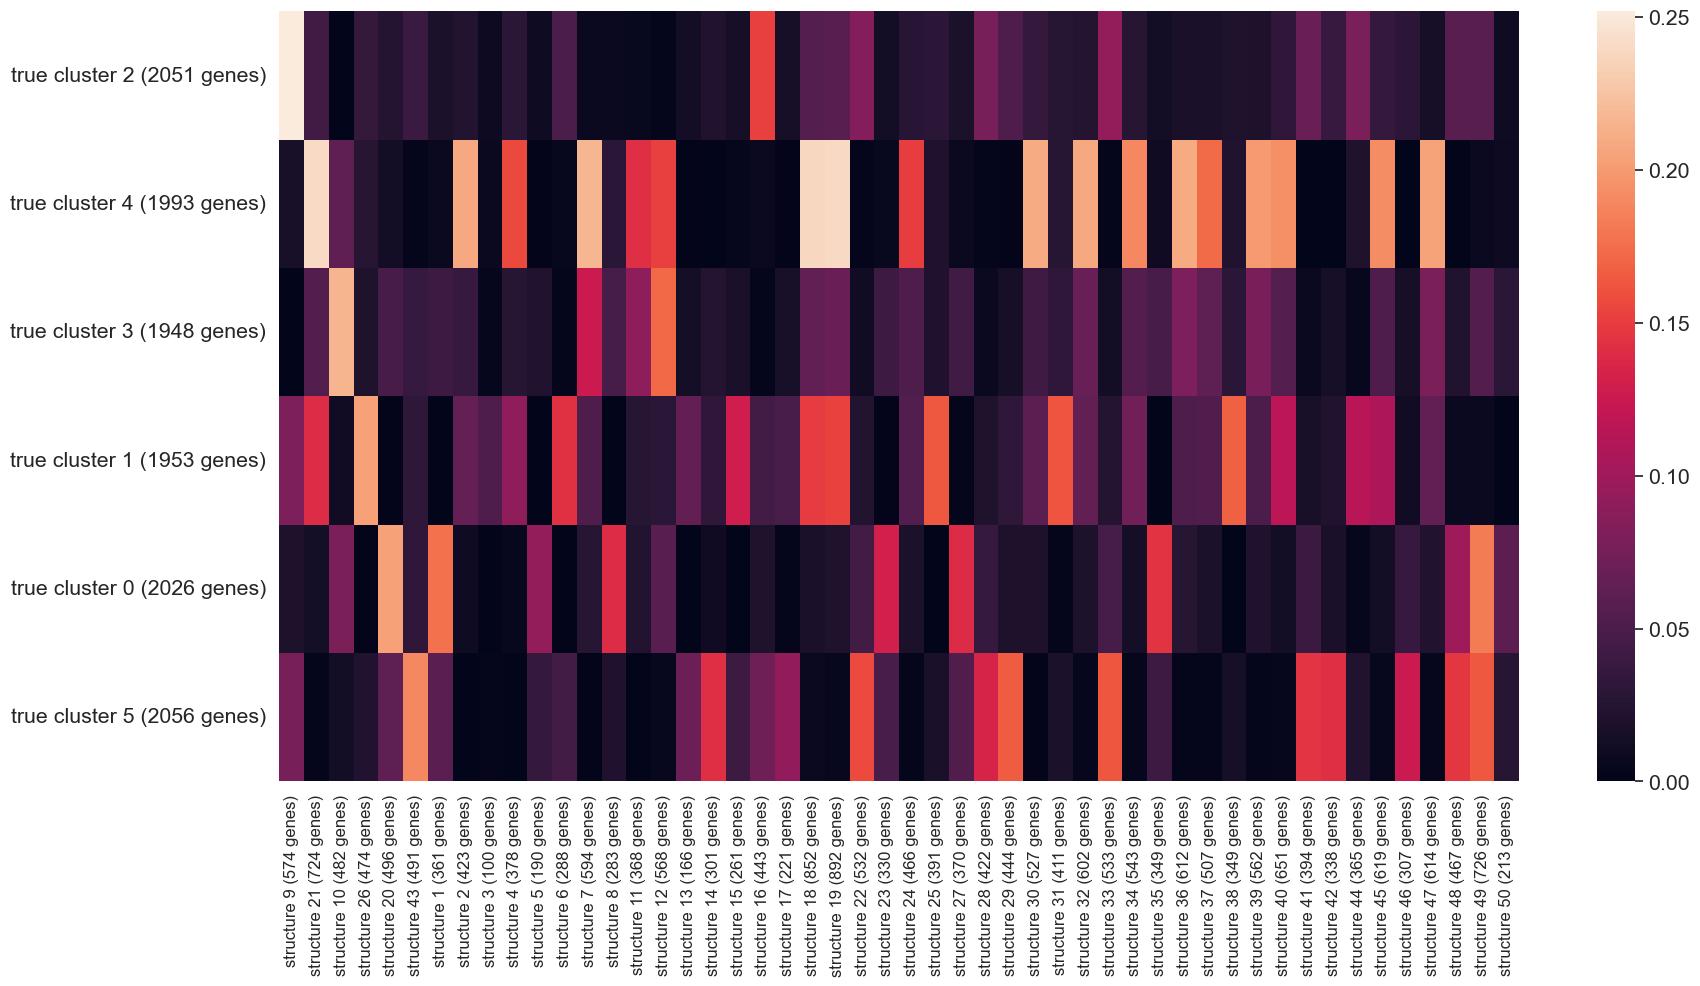 true cluster 2 (2051 genes)
true cluster 4 (1993 genes)
true cluster 3 (1948 genes)
true cluster 1 (1953 genes)
true cluster 0 (2026 genes)
true cluster 5 (2056 genes)
structure 9 (574 genes)
structure 21 (724 genes)
structure 10 (482 genes)
structure 26 (474 genes)
structure 20 (496 genes)
structure 43 (491 genes)
structure 1 (361 genes)
structure 2 (423 genes)
structure 3 (100 genes)
structure 4 (378 genes)
structure 5 (190 genes)
structure 6 (288 genes)
structure 7 (594 genes)
structure 8 (283 genes)
structure 11 (368 genes)
structure 12 (568 genes)
structure 13 (166 genes)
structure 14 (301 genes)
structure 15 (261 genes)
structure 16 (443 genes)
structure 17 (221 genes)
structure 18 (852 genes)
structure 19 (892 genes)
structure 22 (532 genes)
structure 23 (330 genes)
structure 24 (466 genes)
structure 25 (391 genes)
structure 27 (370 genes)
structure 28 (422 genes)
structure 29 (444 genes)
structure 30 (527 genes)
structure 31 (411 genes)
structure 32 (602 genes)
structure 33 (533 genes)
structure 34 (543 genes)
structure 35 (349 genes)
structure 36 (612 genes)
structure 37 (507 genes)
structure 38 (349 genes)
structure 39 (562 genes)
structure 40 (651 genes)
structure 41 (394 genes)
structure 42 (338 genes)
structure 44 (365 genes)
structure 45 (619 genes)
structure 46 (307 genes)
structure 47 (614 genes)
structure 48 (467 genes)
structure 49 (726 genes)
structure 50 (213 genes)
0.25
0.20
0.15
0.10
0.05
0.00